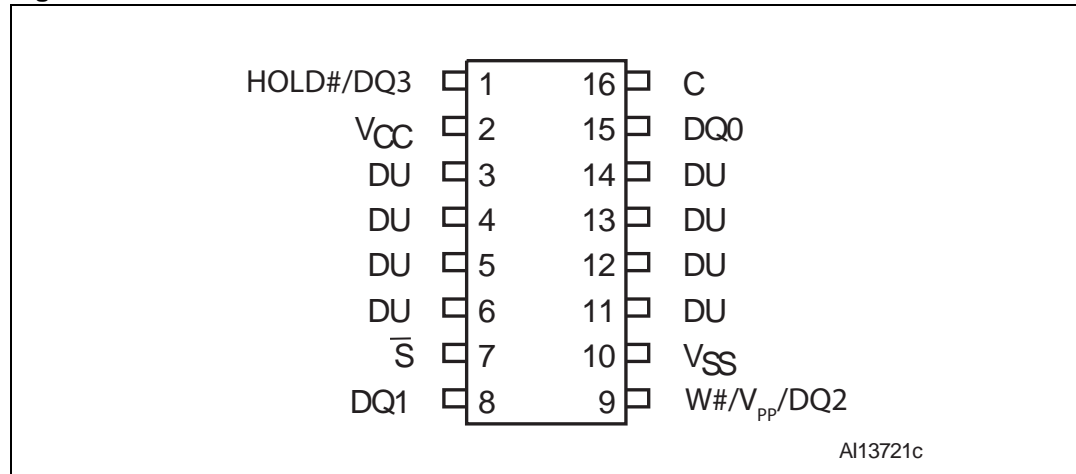 HOLD#/DQ3 1 16 C
VCC 2 15 DQ0
DU 3 14 DU
DU 4 13 DU
DU 5 12 DU
DU 6 11 DU
S̅ 7 10 VSS
DQ1 8 9 W#/VPP/DQ2
AI13721c